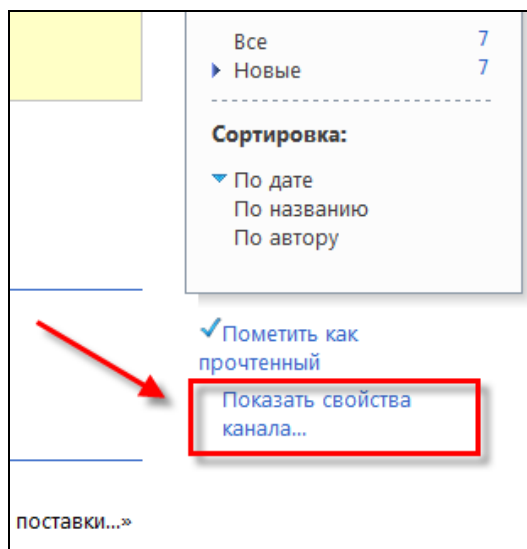 Все 7
Новые 7
Сортировка:
По дате
По названию
По автору
Пометить как
прочтенный
Показать свойства
канала...
поставки...»